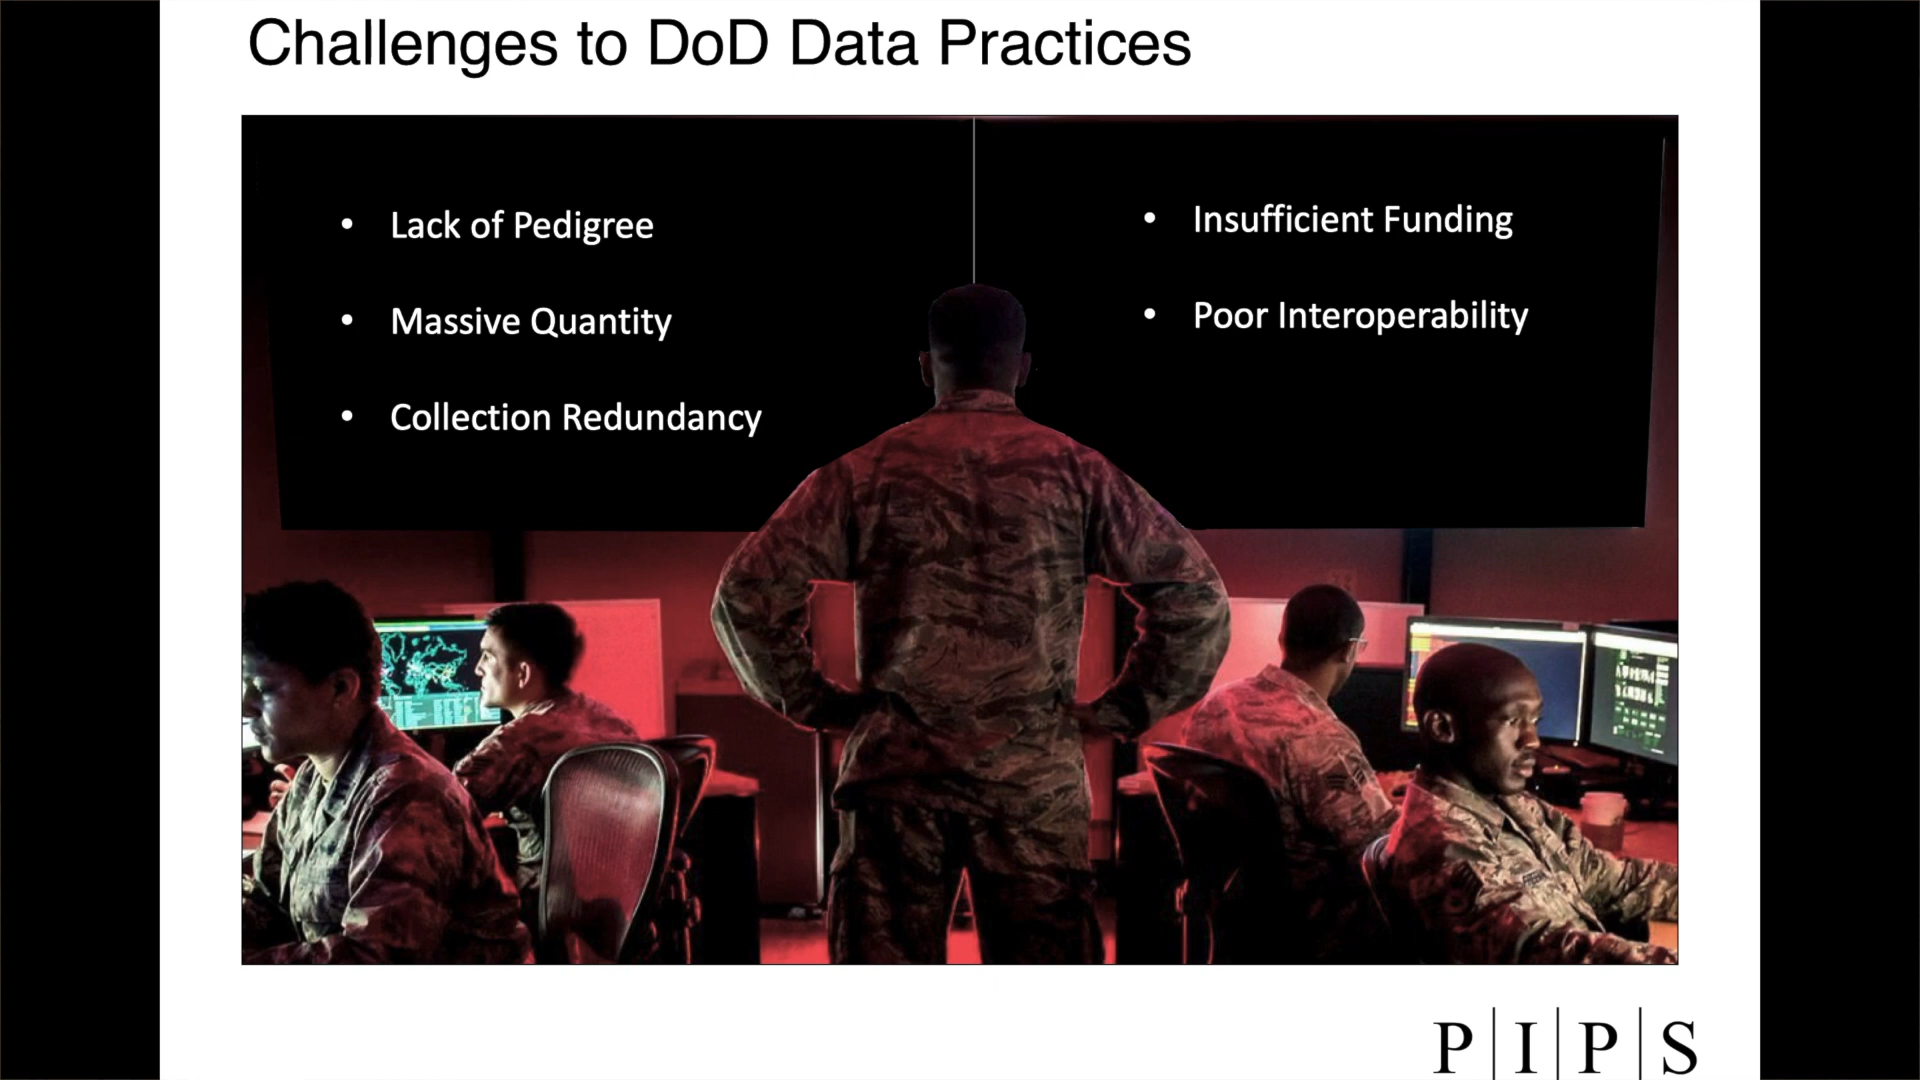 Challenges to DoD Data Practices
• Lack of Pedigree
• Massive Quantity
• Collection Redundancy
• Insufficient Funding
• Poor Interoperability
P|I|P|S